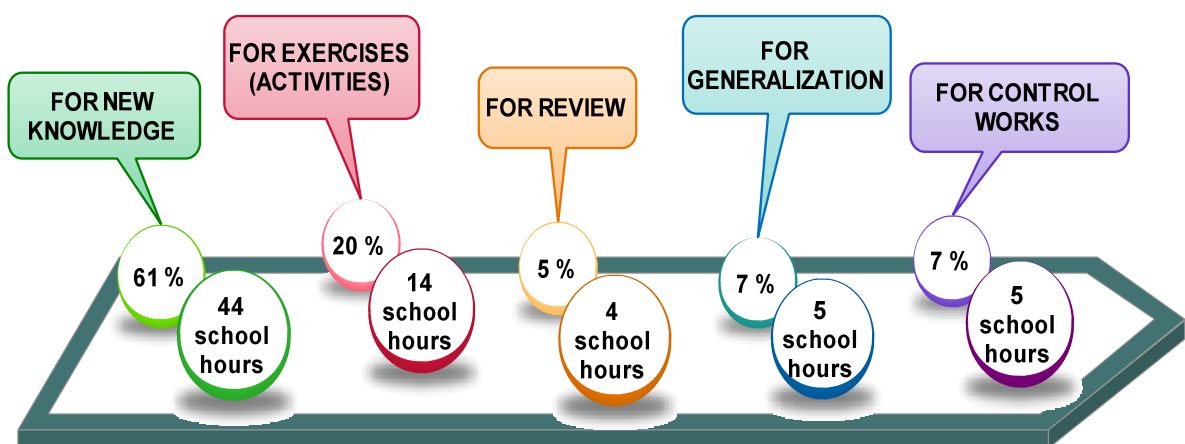 FOR NEW
KNOWLEDGE
61 %
44
school
hours
FOR EXERCISES
(ACTIVITIES)
20 %
14
school
hours
FOR REVIEW
5 %
4
school
hours
FOR
GENERALIZATION
7 %
5
school
hours
FOR CONTROL
WORKS
7 %
5
school
hours